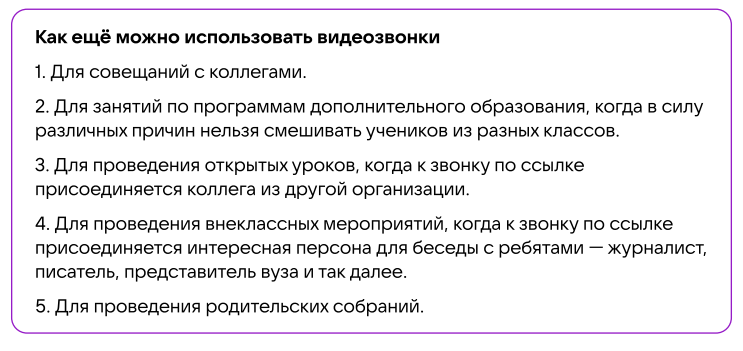 Как ещё можно использовать видеозвонки
1. Для совещаний с коллегами.
2. Для занятий по программам дополнительного образования, когда в силу
различных причин нельзя смешивать учеников из разных классов.
3. Для проведения открытых уроков, когда к звонку по ссылке
присоединяется коллега из другой организации.
4. Для проведения внеклассных мероприятий, когда к звонку по ссылке
присоединяется интересная персона для беседы с ребятами — журналист,
писатель, представитель вуза и так далее.
5. Для проведения родительских собраний.